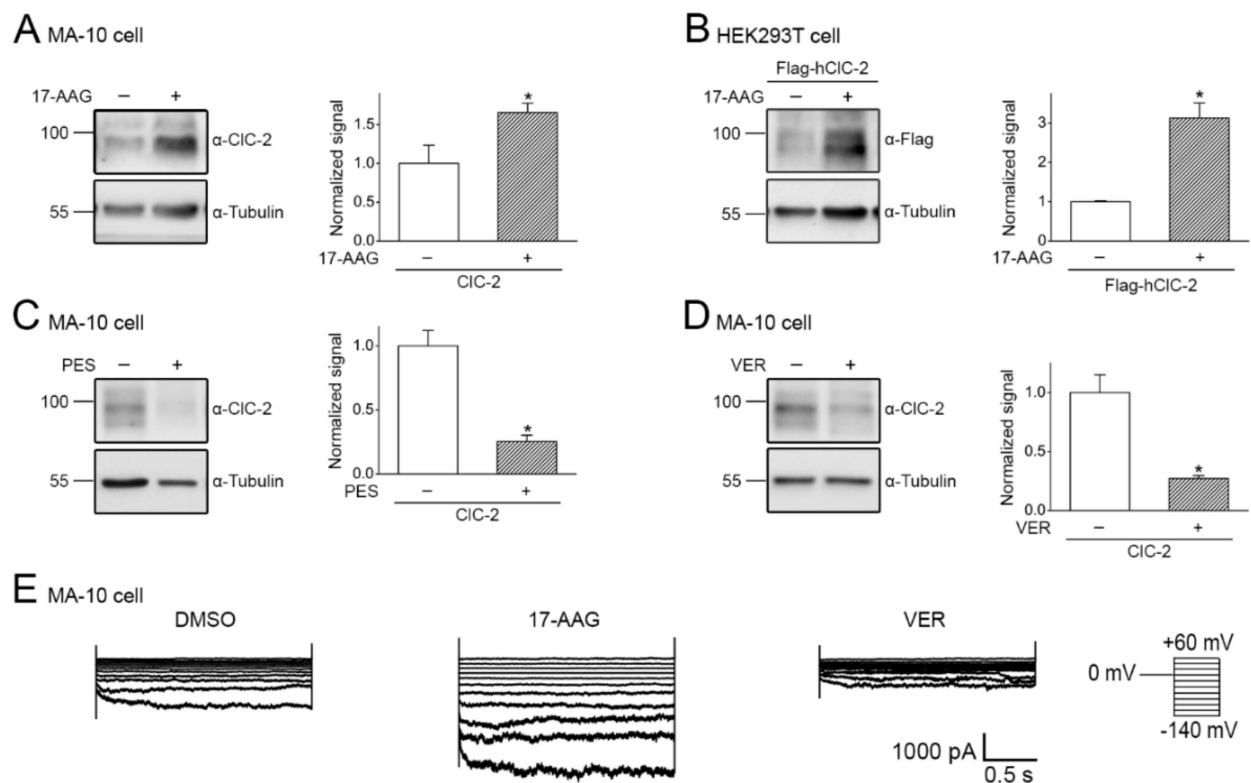 A MA-10 cell
17-AAG − +
100
α-ClC-2
55
α-Tubulin
Normalized signal
1.5
1.0
0.5
0.0
*
17-AAG − +
ClC-2
B HEK293T cell
Flag-hClC-2
17-AAG − +
100
α-Flag
55
α-Tubulin
Normalized signal
3
2
1
0
*
17-AAG − +
Flag-hClC-2
C MA-10 cell
PES − +
100
α-ClC-2
55
α-Tubulin
Normalized signal
1.0
0.5
0.0
*
PES − +
ClC-2
D MA-10 cell
VER − +
100
α-ClC-2
55
α-Tubulin
Normalized signal
1.0
0.5
0.0
*
VER − +
ClC-2
E MA-10 cell
DMSO
17-AAG
VER
+60 mV
0 mV
-140 mV
1000 pA
0.5 s